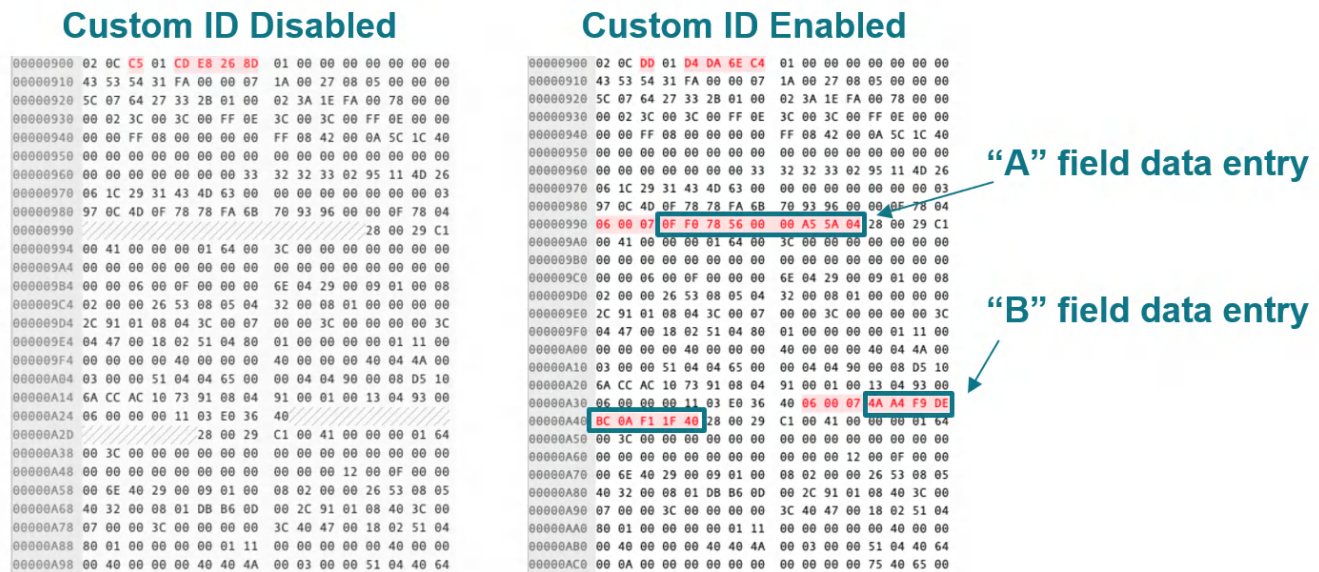 Custom ID Disabled
00000900 02 0C C5 01 CD E8 26 8D 01 00 00 00 00 00 00 00
00000910 43 53 54 31 FA 00 00 07 1A 00 27 08 05 00 00 00
00000920 5C 07 64 27 33 2B 01 00 02 3A 1E FA 00 78 00 00
00000930 00 02 3C 00 3C 00 FF 0E 3C 00 3C 00 FF 0E 00 00
00000940 00 00 FF 08 00 00 00 00 FF 08 42 00 0A 5C 1C 40
00000950 00 00 00 00 00 00 00 00 00 00 00 00 00 00 00 00
00000960 00 00 00 00 00 00 00 33 32 32 33 02 95 11 4D 26
00000970 06 1C 29 31 43 4D 63 00 00 00 00 00 00 00 00 03
00000980 97 0C 4D 0F 78 78 FA 6B 70 93 96 00 00 0F 78 04
00000990 28 00 29 C1
00000994 00 41 00 00 00 01 64 00 3C 00 00 00 00 00 00 00
000009A4 00 00 00 00 00 00 00 00 00 00 00 00 00 00 00 00
000009B4 00 00 06 00 0F 00 00 00 6E 04 29 00 09 01 00 08
000009C4 02 00 00 26 53 08 05 04 32 00 08 01 00 00 00 00
000009D4 2C 91 01 08 04 3C 00 07 00 00 3C 00 00 00 00 3C
000009E4 04 47 00 18 02 51 04 80 01 00 00 00 00 01 11 00
000009F4 00 00 00 00 40 00 00 00 40 00 00 00 40 04 4A 00
00000A04 03 00 00 51 04 04 65 00 00 04 04 90 00 08 D5 10
00000A14 6A CC AC 10 73 91 08 04 91 00 01 00 13 04 93 00
00000A24 06 00 00 00 11 03 E0 36 40
00000A2D 28 00 29 C1 00 41 00 00 00 01 64
00000A38 00 3C 00 00 00 00 00 00 00 00 00 00 00 00 00 00
00000A48 00 00 00 00 00 00 00 00 00 00 00 12 00 0F 00 00
00000A58 00 6E 40 29 00 09 01 00 08 02 00 00 26 53 08 05
00000A68 40 32 00 08 01 DB B6 0D 00 2C 91 01 08 40 3C 00
00000A78 07 00 00 3C 00 00 00 00 3C 40 47 00 18 02 51 04
00000A88 80 01 00 00 00 00 01 11 00 00 00 00 00 40 00 00
00000A98 00 40 00 00 00 40 40 4A 00 03 00 00 51 04 40 64
Custom ID Enabled
00000900 02 0C DD 01 D4 DA 6E C4 01 00 00 00 00 00 00 00
00000910 43 53 54 31 FA 00 00 07 1A 00 27 08 05 00 00 00
00000920 5C 07 64 27 33 2B 01 00 02 3A 1E FA 00 78 00 00
00000930 00 02 3C 00 3C 00 FF 0E 3C 00 3C 00 FF 0E 00 00
00000940 00 00 FF 08 00 00 00 00 FF 08 42 00 0A 5C 1C 40
00000950 00 00 00 00 00 00 00 00 00 00 00 00 00 00 00 00
00000960 00 00 00 00 00 00 00 33 32 32 33 02 95 11 4D 26
00000970 06 1C 29 31 43 4D 63 00 00 00 00 00 00 00 00 03
00000980 97 0C 4D 0F 78 78 FA 6B 70 93 96 00 00 0F 78 04
00000990 06 00 07 0F F0 78 56 00 00 A5 5A 04 28 00 29 C1
000009A0 00 41 00 00 00 01 64 00 3C 00 00 00 00 00 00 00
000009B0 00 00 00 00 00 00 00 00 00 00 00 00 00 00 00 00
000009C0 00 00 06 00 0F 00 00 00 6E 04 29 00 09 01 00 08
000009D0 02 00 00 26 53 08 05 04 32 00 08 01 00 00 00 00
000009E0 2C 91 01 08 04 3C 00 07 00 00 3C 00 00 00 00 3C
000009F0 04 47 00 18 02 51 04 80 01 00 00 00 00 01 11 00
00000A00 00 00 00 00 40 00 00 00 40 00 00 00 40 04 4A 00
00000A10 03 00 00 51 04 04 65 00 00 04 04 90 00 08 D5 10
00000A20 6A CC AC 10 73 91 08 04 91 00 01 00 13 04 93 00
00000A30 06 00 00 00 11 03 E0 36 40 06 00 07 4A A4 F9 DE
00000A40 BC 0A F1 1F 40 28 00 29 C1 00 41 00 00 00 01 64
00000A50 00 3C 00 00 00 00 00 00 00 00 00 00 00 00 00 00
00000A60 00 00 00 00 00 00 00 00 00 00 00 12 00 0F 00 00
00000A70 00 6E 40 29 00 09 01 00 08 02 00 00 26 53 08 05
00000A80 40 32 00 08 01 DB B6 0D 00 2C 91 01 08 40 3C 00
00000A90 07 00 00 3C 00 00 00 00 3C 40 47 00 18 02 51 04
00000AA0 80 01 00 00 00 00 01 11 00 00 00 00 00 40 00 00
00000AB0 00 40 00 00 00 40 40 4A 00 03 00 00 51 04 40 64
00000AC0 00 0A 00 00 00 00 00 00 00 00 00 00 75 40 65 00
“A” field data entry
“B” field data entry